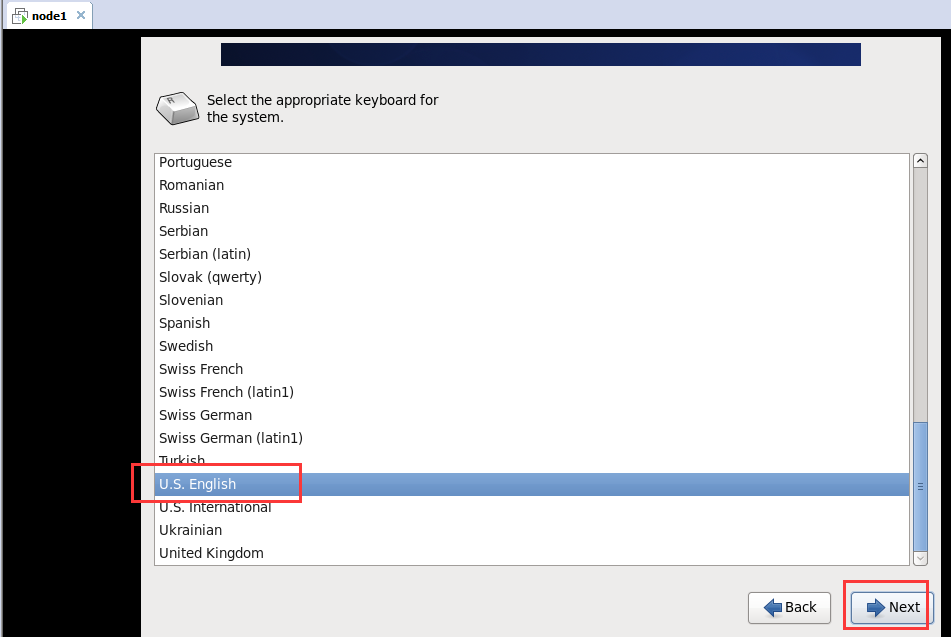 node1
Select the appropriate keyboard for
the system.
Portuguese
Romanian
Russian
Serbian
Serbian (latin)
Slovak (qwerty)
Slovenian
Spanish
Swedish
Swiss French
Swiss French (latin1)
Swiss German
Swiss German (latin1)
Turkish
U.S. English
U.S. International
Ukrainian
United Kingdom
Back
Next